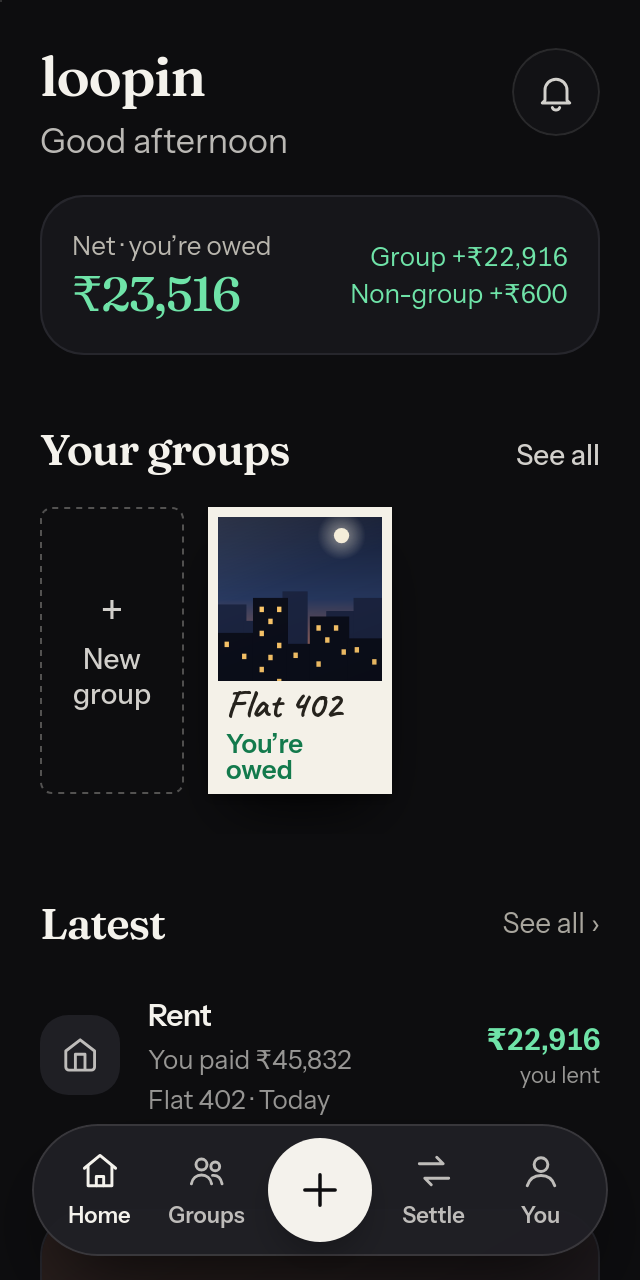 loopin
Good afternoon
Net · you’re owed
₹23,516
Group +₹22,916
Non-group +₹600
Your groups
See all
+
New
group
Flat 402
You’re
owed
Latest
See all ›
Rent
You paid ₹45,832
Flat 402 · Today
₹22,916
you lent
Home
Groups
Settle
You